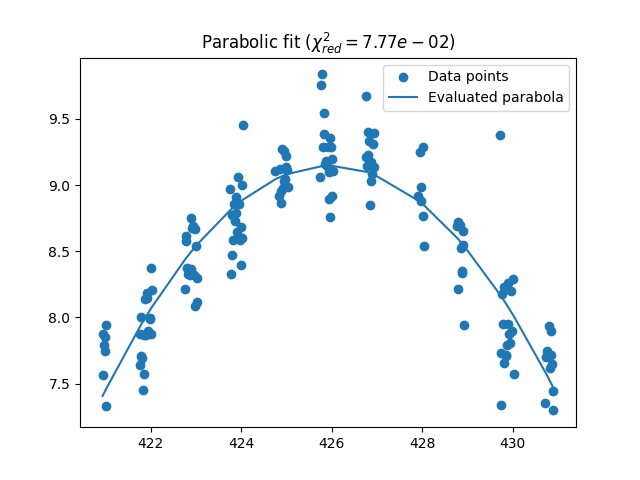 Parabolic fit (χ²_red = 7.77e − 02)
Data points
Evaluated parabola
9.5
9.0
8.5
8.0
7.5
422 424 426 428 430